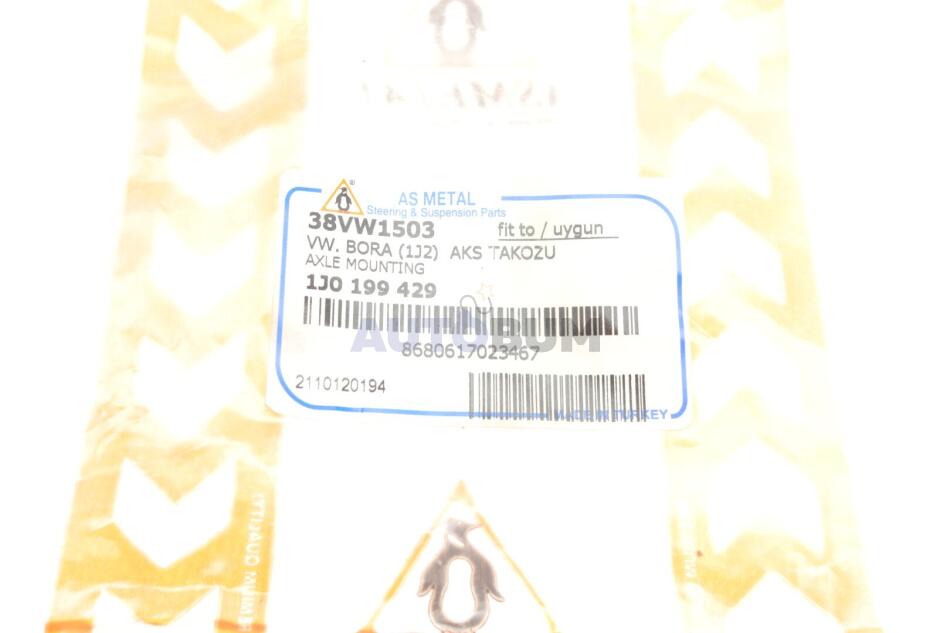 AS METAL
Steering & Suspension Parts
38VW1503 fit to / uygun
VW. BORA (1J2) AKS TAKOZU
AXLE MOUNTING
1J0 199 429
AUTOBUM
8680617023467
2110120194
MADE IN TURKEY